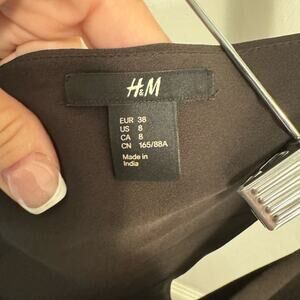 H&M
EUR 38
US 8
CA 8
CN 165/88A
Made in
India